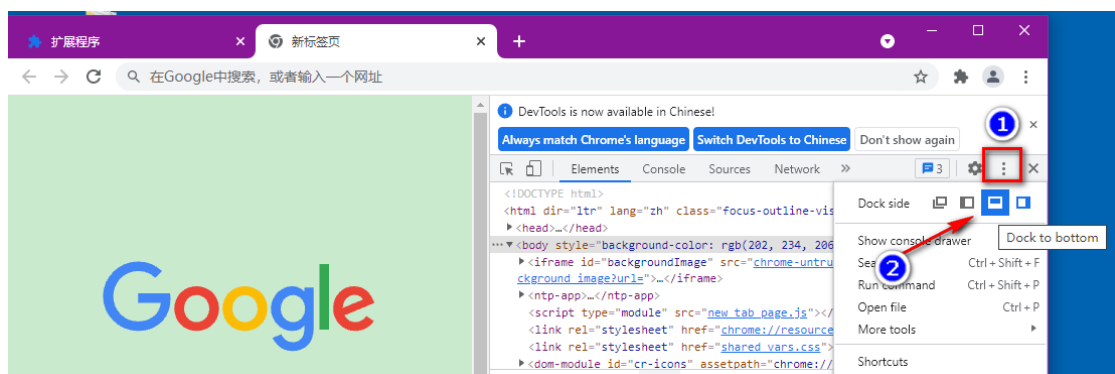 扩展程序
新标签页
在Google中搜索，或者输入一个网址
DevTools is now available in Chinese!
Always match Chrome's language
Switch DevTools to Chinese
Don't show again
1
Elements Console Sources Network » 3
<!DOCTYPE html>
<html dir="ltr" lang="zh" class="focus-outline-vis
<head>…</head>
<body style="background-color: rgb(202, 234, 206
<iframe id="backgroundImage" src="chrome-untru
ckground_image?url=">…</iframe>
<ntp-app>…</ntp-app>
<script type="module" src="new_tab_page.js"></
<link rel="stylesheet" href="chrome://resource
<link rel="stylesheet" href="shared_vars.css">
<dom-module id="cr-icons" assetpath="chrome://
Dock side
Dock to bottom
Show console drawer
Sea Ctrl + Shift + F
2
Run command Ctrl + Shift + P
Open file Ctrl + P
More tools
Shortcuts
Google